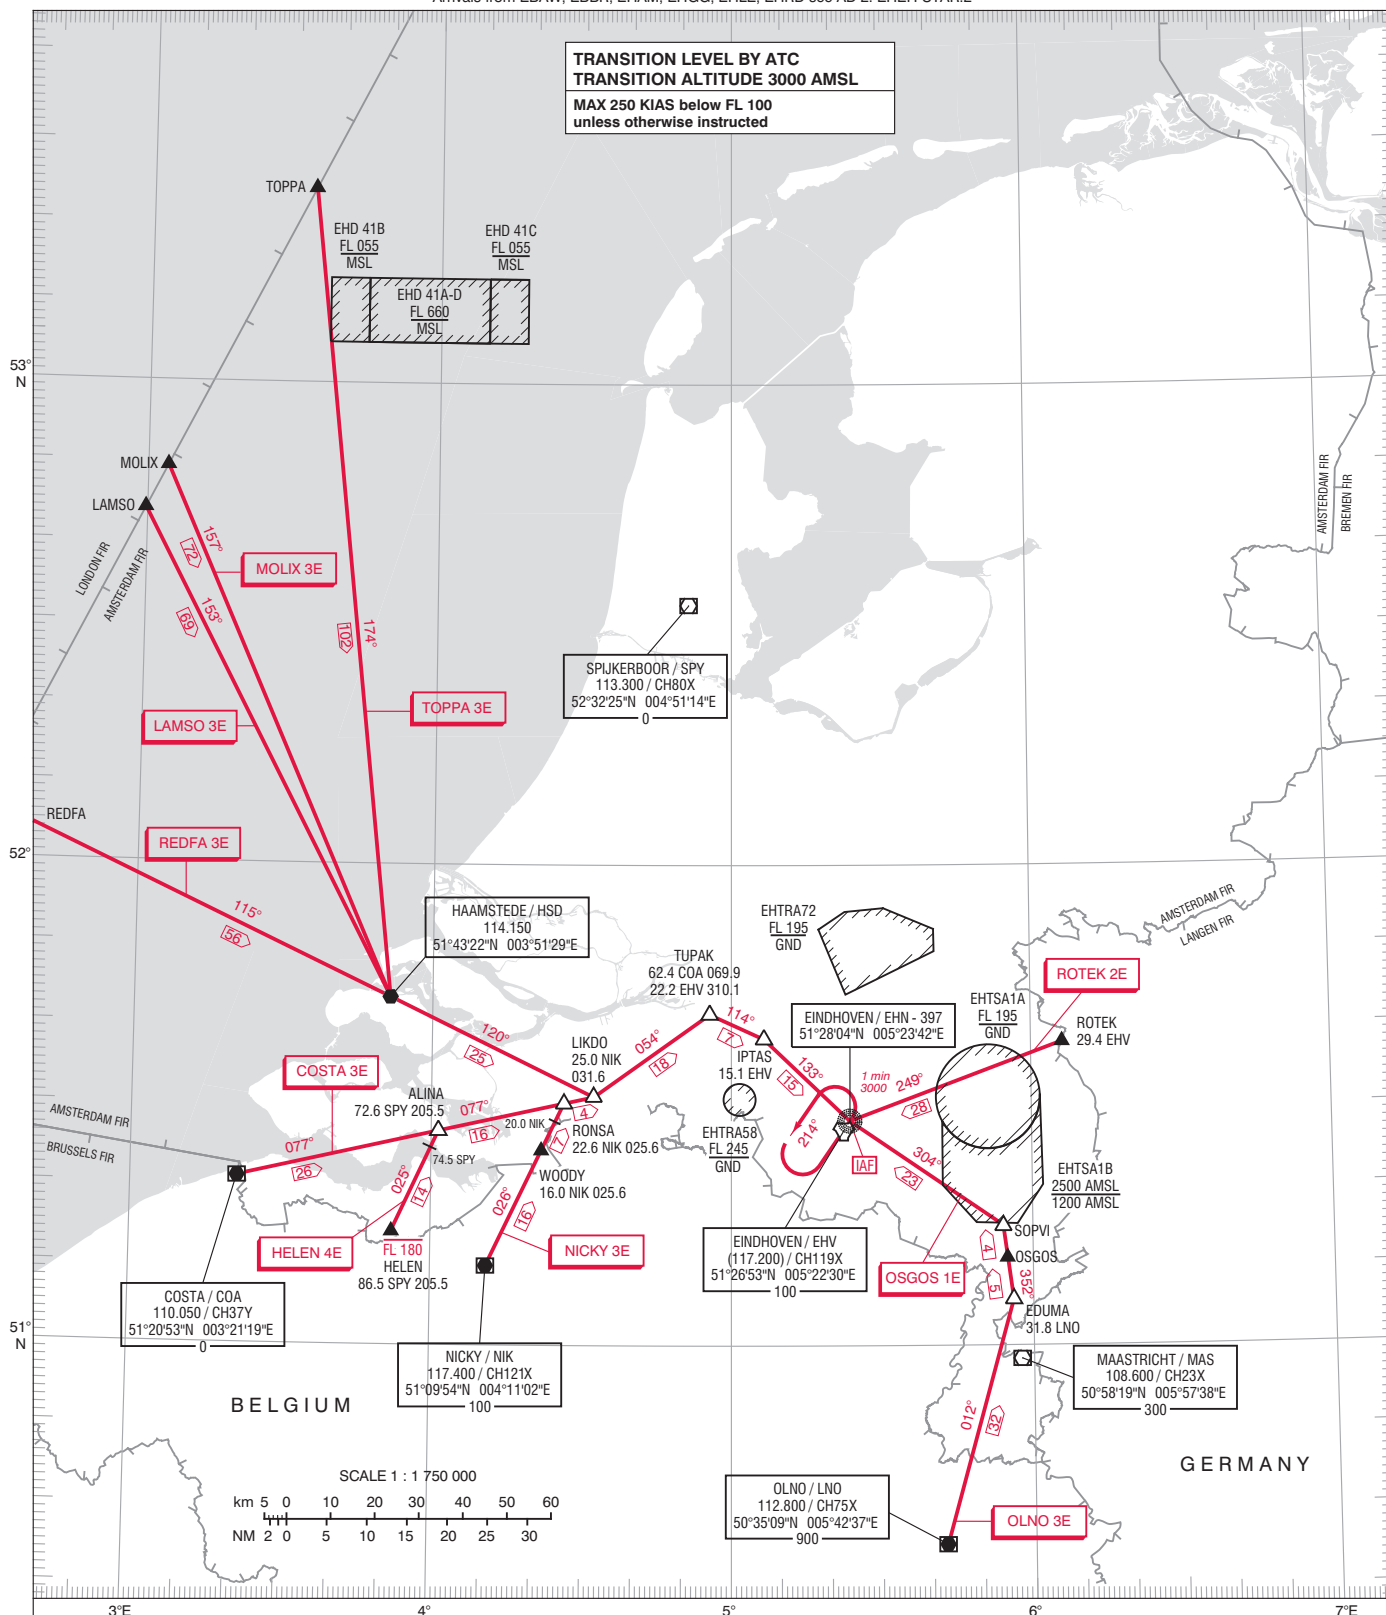 TRANSITION LEVEL BY ATC
TRANSITION ALTITUDE 3000 AMSL
MAX 250 KIAS below FL 100
unless otherwise instructed
TOPPA
EHD 41B
FL 055
MSL
EHD 41C
FL 055
MSL
EHD 41A-D
FL 660
MSL
53°
N
MOLIX
LAMSO
LONDON FIR
AMSTERDAM FIR
157°
72
MOLIX 3E
153°
69
174°
102
AMSTERDAM FIR
BREMEN FIR
SPIJKERBOOR / SPY
113.300 / CH80X
52°32'25"N 004°51'14"E
0
LAMSO 3E
TOPPA 3E
REDFA
REDFA 3E
52°
N
115°
56
HAAMSTEDE / HSD
114.150
51°43'22"N 003°51'29"E
EHTRA72
FL 195
GND
AMSTERDAM FIR
LANGEN FIR
TUPAK
62.4 COA 069.9
22.2 EHV 310.1
ROTEK 2E
EHTSA1A
FL 195
GND
ROTEK
29.4 EHV
EINDHOVEN / EHN - 397
51°28'04"N 005°23'42"E
114°
7
IPTAS
15.1 EHV
120°
25
054°
18
LIKDO
25.0 NIK
031.6
133°
15
1 min
3000
249°
28
COSTA 3E
ALINA
72.6 SPY 205.5
077°
16
4
20.0 NIK
RONSA
22.6 NIK 025.6
EHTRA58
FL 245
GND
214°
IAF
304°
23
AMSTERDAM FIR
BRUSSELS FIR
077°
26
74.5 SPY
025°
14
7
WOODY
16.0 NIK 025.6
026°
16
EHTSA1B
2500 AMSL
1200 AMSL
SOPVI
4
OSGOS
5
352°
EDUMA
31.8 LNO
HELEN 4E
FL 180
HELEN
86.5 SPY 205.5
NICKY 3E
EINDHOVEN / EHV
(117.200) / CH119X
51°26'53"N 005°22'30"E
100
OSGOS 1E
COSTA / COA
110.050 / CH37Y
51°20'53"N 003°21'19"E
0
51°
N
NICKY / NIK
117.400 / CH121X
51°09'54"N 004°11'02"E
100
MAASTRICHT / MAS
108.600 / CH23X
50°58'19"N 005°57'38"E
300
BELGIUM
012°
32
GERMANY
SCALE 1 : 1 750 000
km 5 0 10 20 30 40 50 60
NM 2 0 5 10 15 20 25 30
OLNO / LNO
112.800 / CH75X
50°35'09"N 005°42'37"E
900
OLNO 3E
3°E 4° 5° 6° 7°E